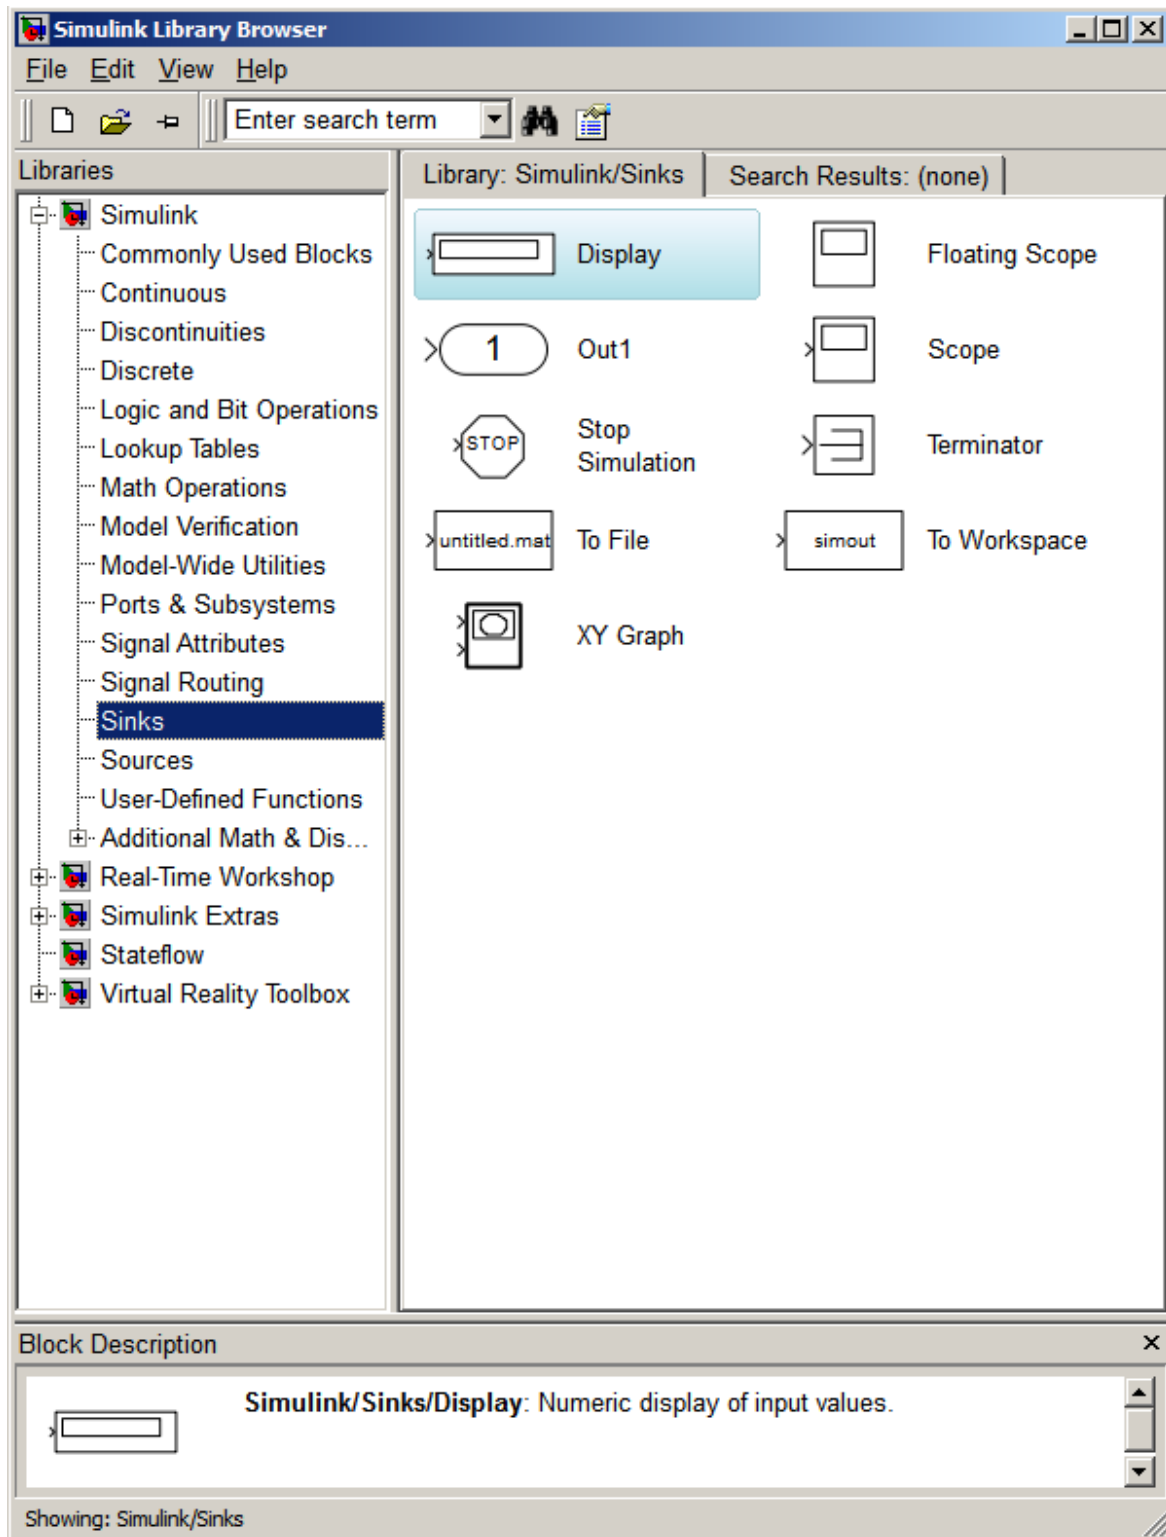 Simulink Library Browser
File Edit View Help
Enter search term
Libraries
Simulink
Commonly Used Blocks
Continuous
Discontinuities
Discrete
Logic and Bit Operations
Lookup Tables
Math Operations
Model Verification
Model-Wide Utilities
Ports & Subsystems
Signal Attributes
Signal Routing
Sinks
Sources
User-Defined Functions
Additional Math & Dis...
Real-Time Workshop
Simulink Extras
Stateflow
Virtual Reality Toolbox
Library: Simulink/Sinks
Search Results: (none)
Display
Floating Scope
1 Out1
Scope
STOP
Stop
Simulation
Terminator
untitled.mat To File
simout To Workspace
XY Graph
Block Description
Simulink/Sinks/Display: Numeric display of input values.
Showing: Simulink/Sinks